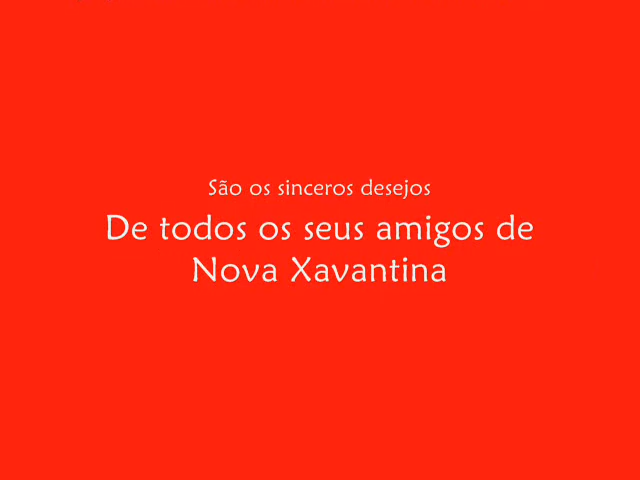 São os sinceros desejos
De todos os seus amigos de
Nova Xavantina